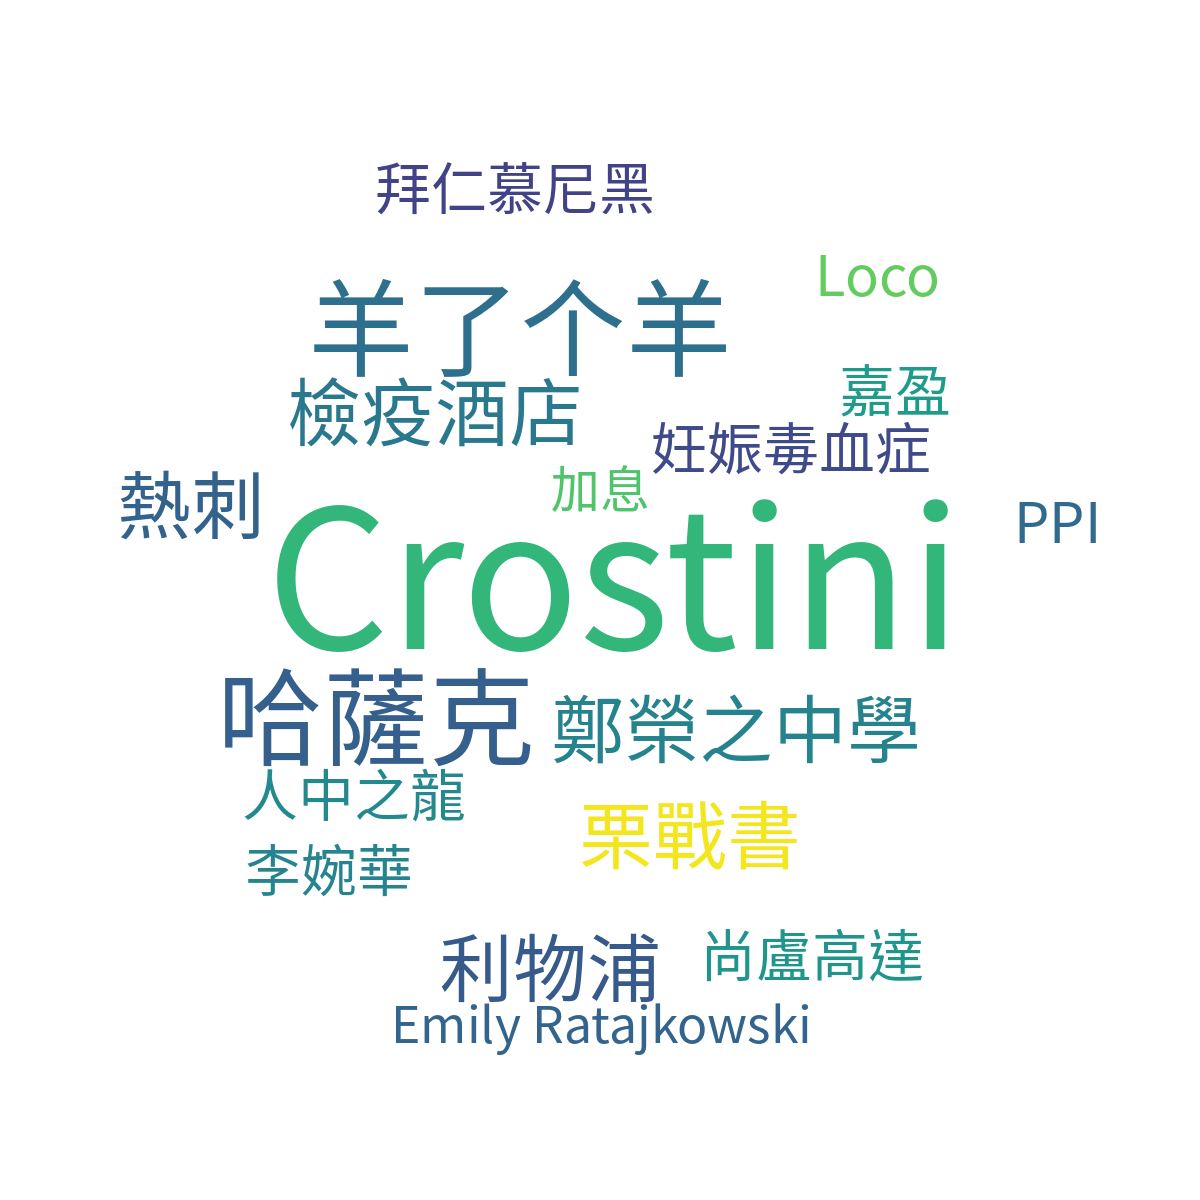 拜仁慕尼黑
Loco
羊了个羊
嘉盈
檢疫酒店
妊娠毒血症
加息
熱刺
PPI
Crostini
哈薩克
鄭榮之中學
人中之龍
栗戰書
李婉華
利物浦
尚盧高達
Emily Ratajkowski